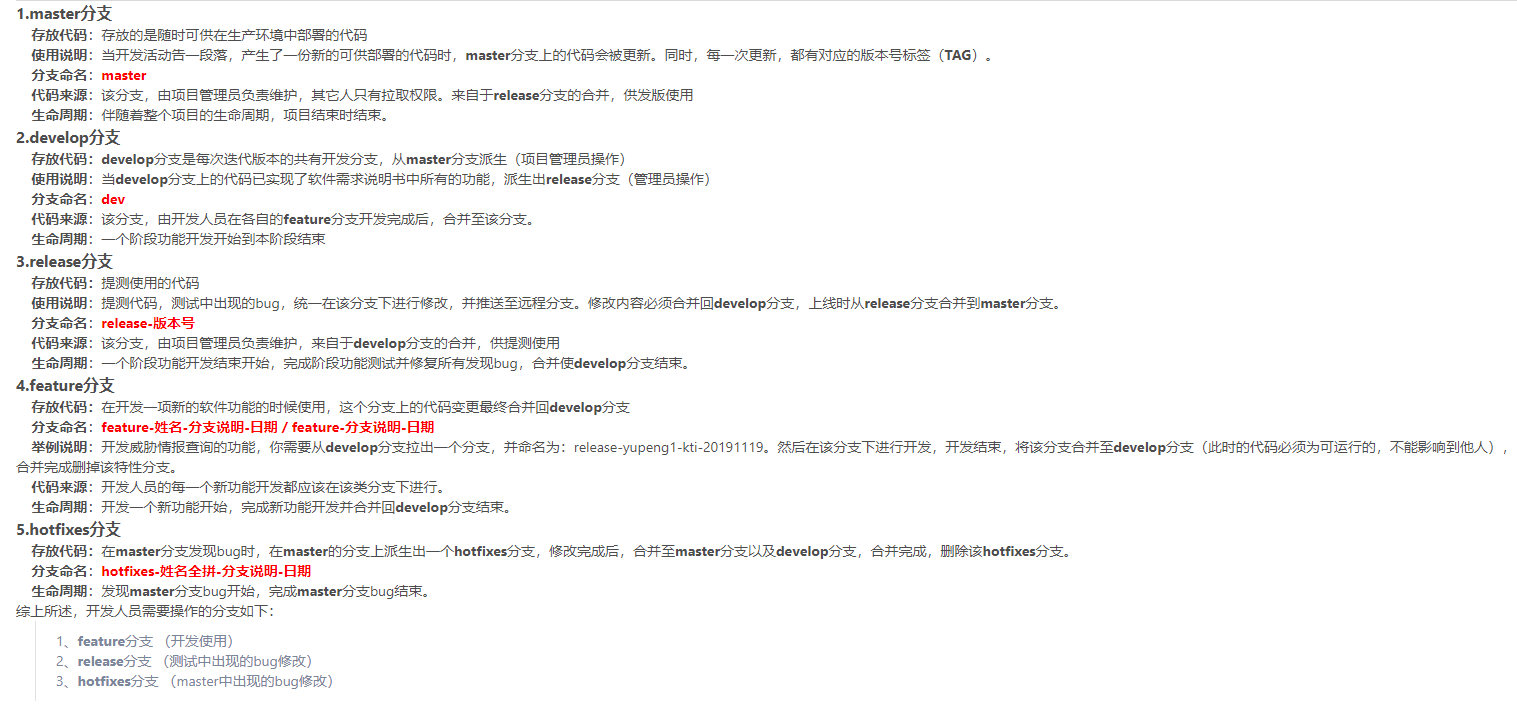 1.master分支
存放代码：存放的是随时可供在生产环境中部署的代码
使用说明：当开发活动告一段落，产生了一份新的可供部署的代码时，master分支上的代码会被更新。同时，每一次更新，都有对应的版本号标签（TAG）。
分支命名：master
代码来源：该分支，由项目管理员负责维护，其它人只有拉取权限。来自于release分支的合并，供发版使用
生命周期：伴随着整个项目的生命周期，项目结束时结束。
2.develop分支
存放代码：develop分支是每次迭代版本的共有开发分支，从master分支派生（项目管理员操作）
使用说明：当develop分支上的代码已实现了软件需求说明书中所有的功能，派生出release分支（管理员操作）
分支命名：dev
代码来源：该分支，由开发人员在各自的feature分支开发完成后，合并至该分支。
生命周期：一个阶段功能开发开始到本阶段结束
3.release分支
存放代码：提测使用的代码
使用说明：提测代码，测试中出现的bug，统一在该分支下进行修改，并推送至远程分支。修改内容必须合并回develop分支，上线时从release分支合并到master分支。
分支命名：release-版本号
代码来源：该分支，由项目管理员负责维护，来自于develop分支的合并，供提测使用
生命周期：一个阶段功能开发结束开始，完成阶段功能测试并修复所有发现bug，合并使develop分支结束。
4.feature分支
存放代码：在开发一项新的软件功能的时候使用，这个分支上的代码变更最终合并回develop分支
分支命名：feature-姓名-分支说明-日期 / feature-分支说明-日期
举例说明：开发威胁情报查询的功能，你需要从develop分支拉出一个分支，并命名为：release-yupeng1-kti-20191119。然后在该分支下进行开发，开发结束，将该分支合并至develop分支（此时的代码必须为可运行的，不能影响到他人），
合并完成删掉该特性分支。
代码来源：开发人员的每一个新功能开发都应该在该类分支下进行。
生命周期：开发一个新功能开始，完成新功能开发并合并回develop分支结束。
5.hotfixes分支
存放代码：在master分支发现bug时，在master的分支上派生出一个hotfixes分支，修改完成后，合并至master分支以及develop分支，合并完成，删除该hotfixes分支。
分支命名：hotfixes-姓名全拼-分支说明-日期
生命周期：发现master分支bug开始，完成master分支bug结束。
综上所述，开发人员需要操作的分支如下：
1、feature分支 （开发使用）
2、release分支 （测试中出现的bug修改）
3、hotfixes分支 （master中出现的bug修改）